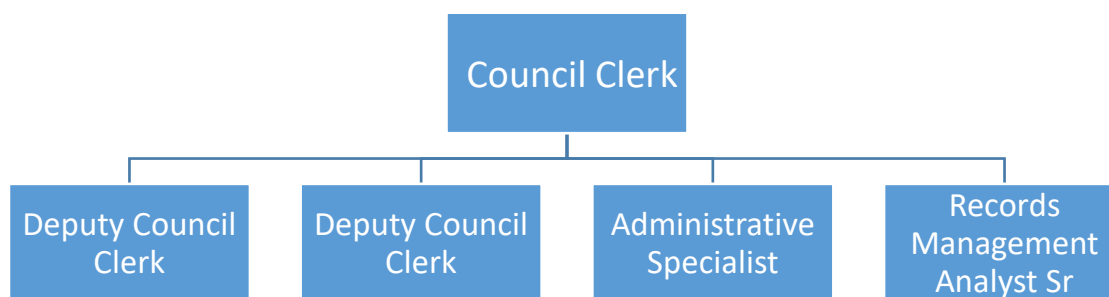 Council Clerk
Deputy Council
Clerk
Deputy Council
Clerk
Administrative
Specialist
Records
Management
Analyst Sr